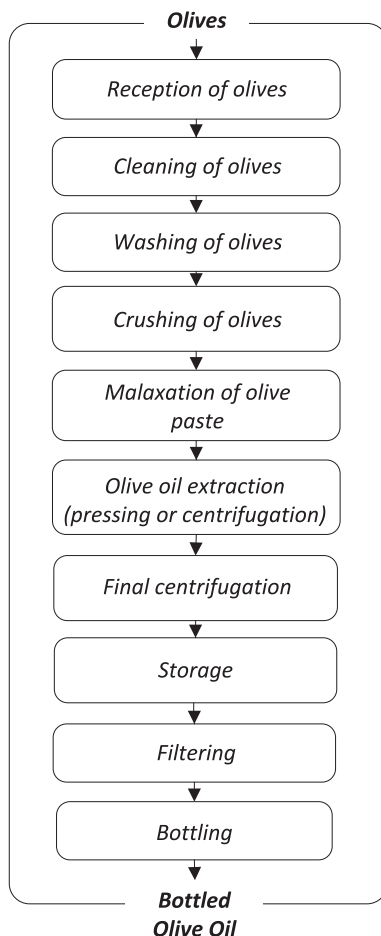 Olives
Reception of olives
Cleaning of olives
Washing of olives
Crushing of olives
Malaxation of olive
paste
Olive oil extraction
(pressing or centrifugation)
Final centrifugation
Storage
Filtering
Bottling
Bottled
Olive Oil